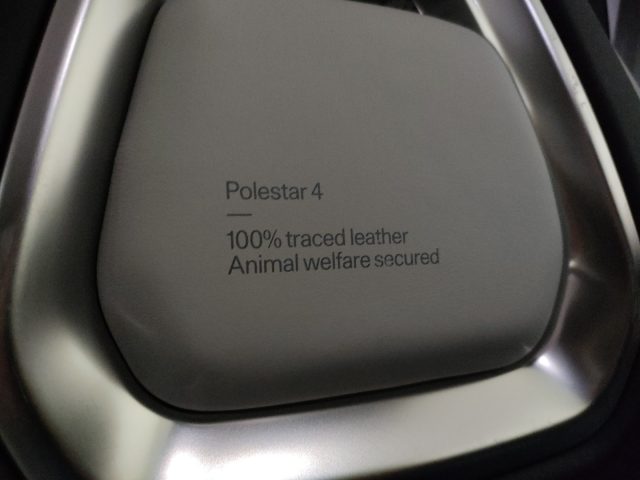 Polestar 4
—
100% traced leather
Animal welfare secured